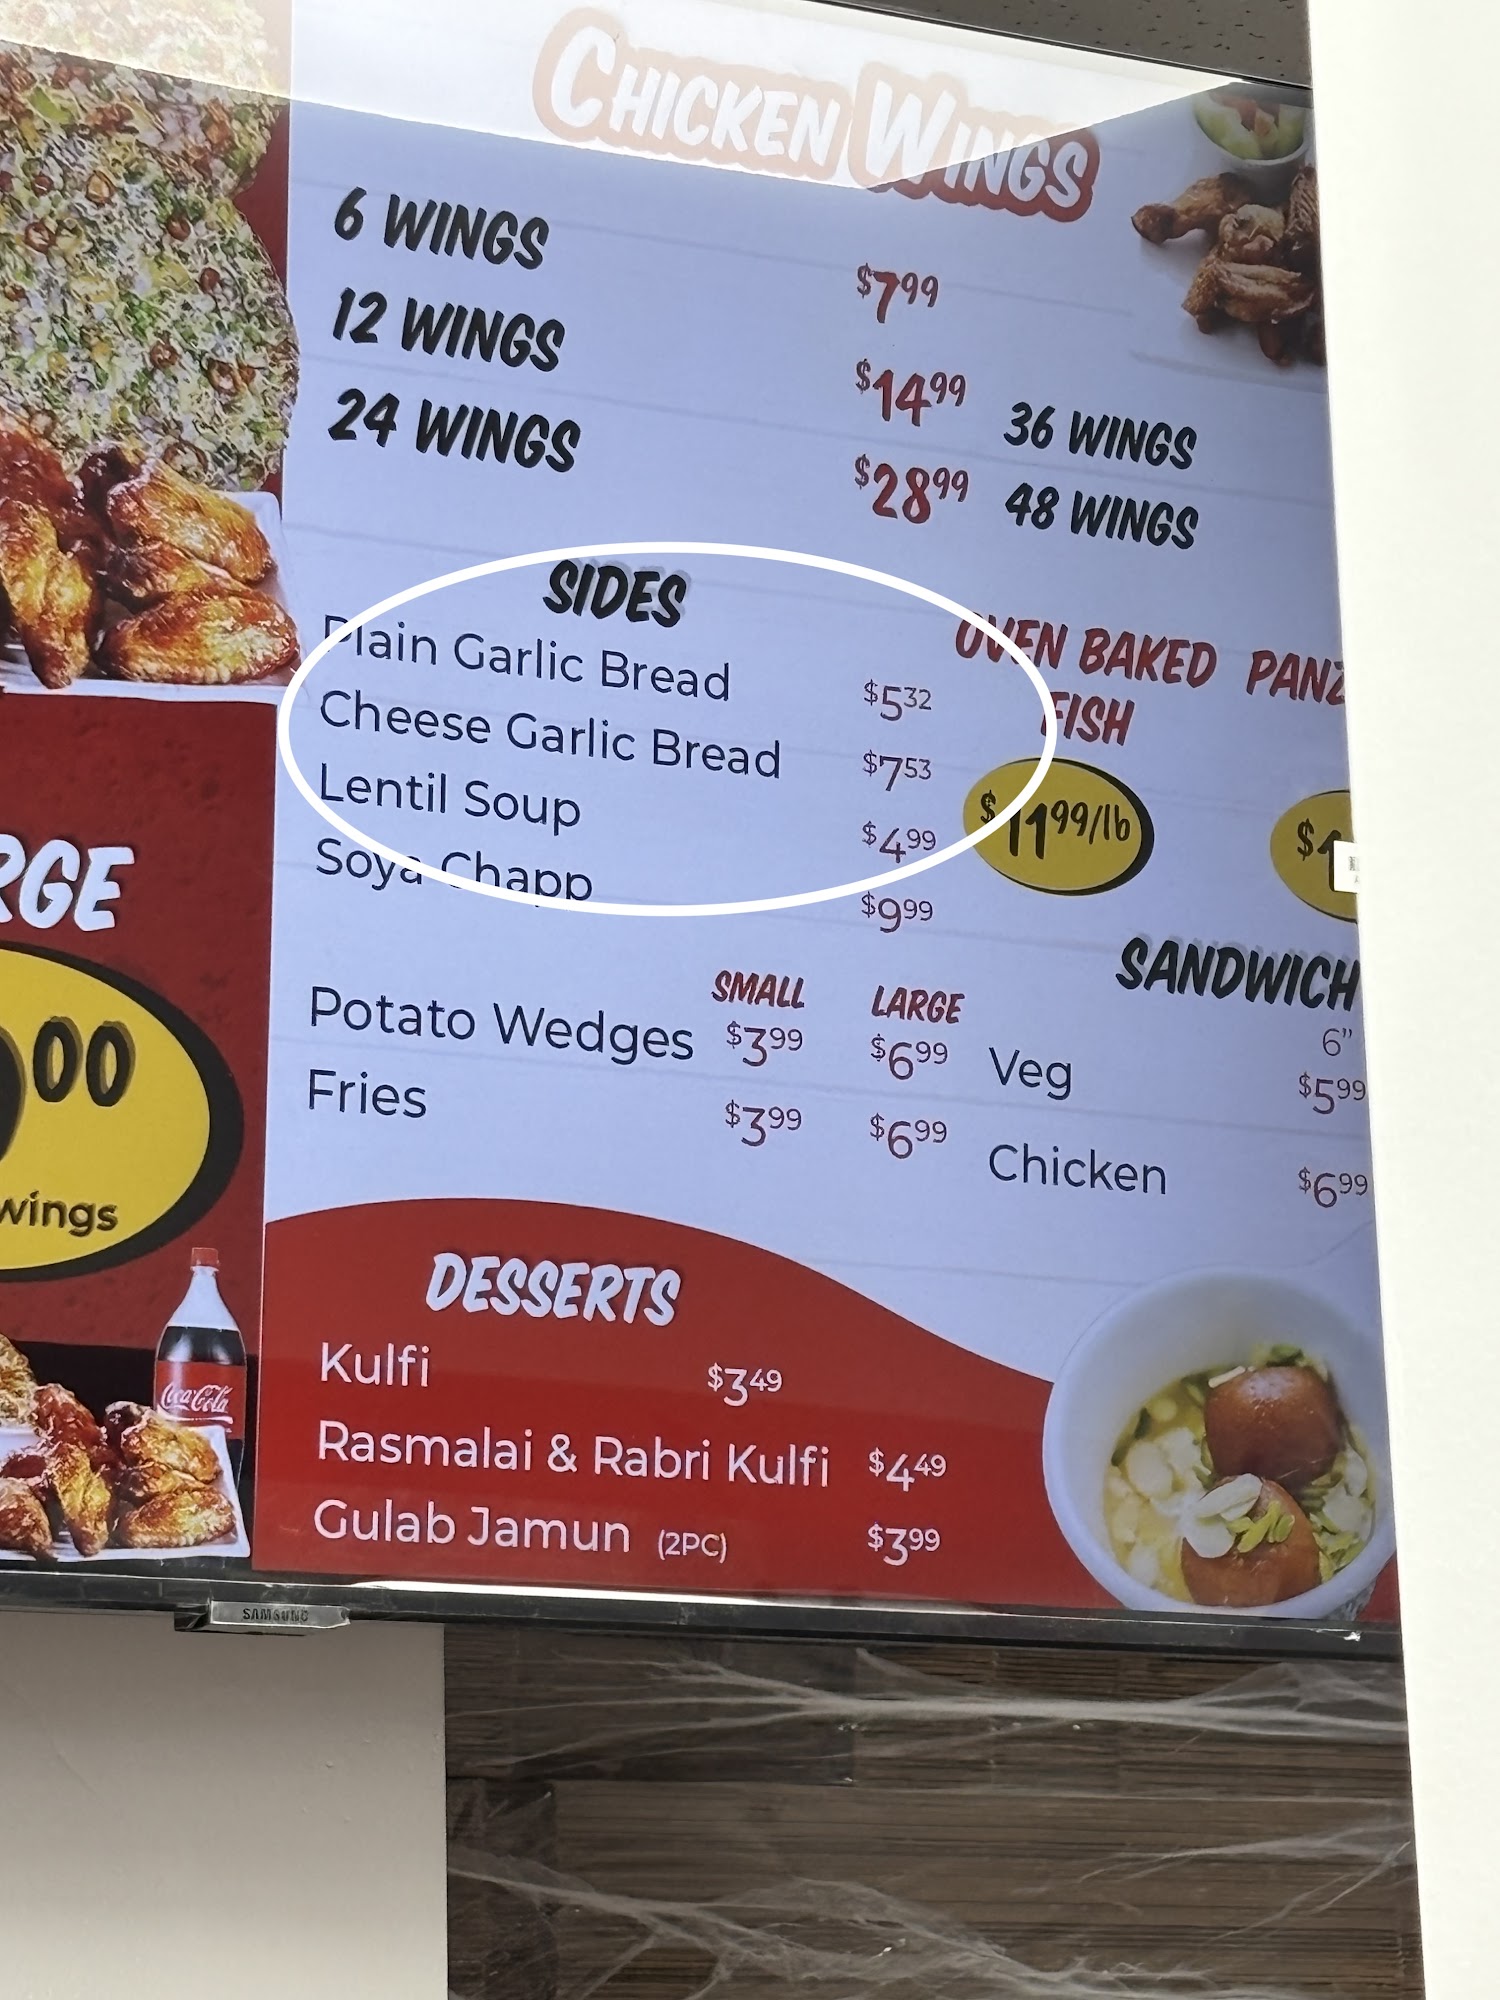 CHICKEN WINGS
6 WINGS $7.99
12 WINGS $14.99 36 WINGS
24 WINGS $28.99 48 WINGS
SIDES
Plain Garlic Bread $5.32
Cheese Garlic Bread $7.53
Lentil Soup $4.99
Soya Chapp $9.99
OVEN BAKED
FISH
$11.99/lb
SMALL LARGE
Potato Wedges $3.99 $6.99
Fries $3.99 $6.99
SANDWICH
6"
Veg $5.99
Chicken $6.99
DESSERTS
Kulfi $3.49
Rasmalai & Rabri Kulfi $4.49
Gulab Jamun (2PC) $3.99
00
wings
Coca-Cola
SAMSUNG